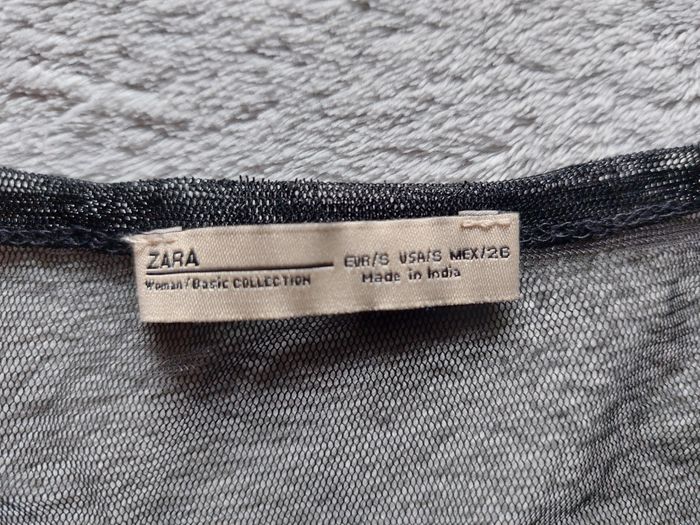 ZARA
Woman/Basic COLLECTION
EUR/S USA/S MEX/26
Made in India